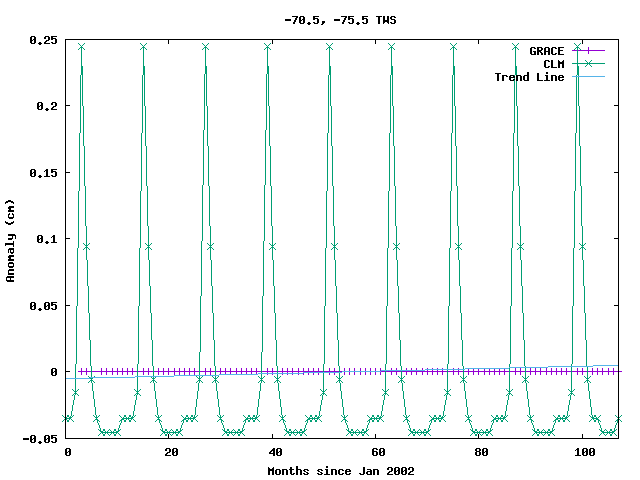 -70.5, -75.5 TWS
GRACE
CLM
Trend Line
0.25
0.2
0.15
0.1
0.05
0
-0.05
Anomaly (cm)
0 20 40 60 80 100
Months since Jan 2002